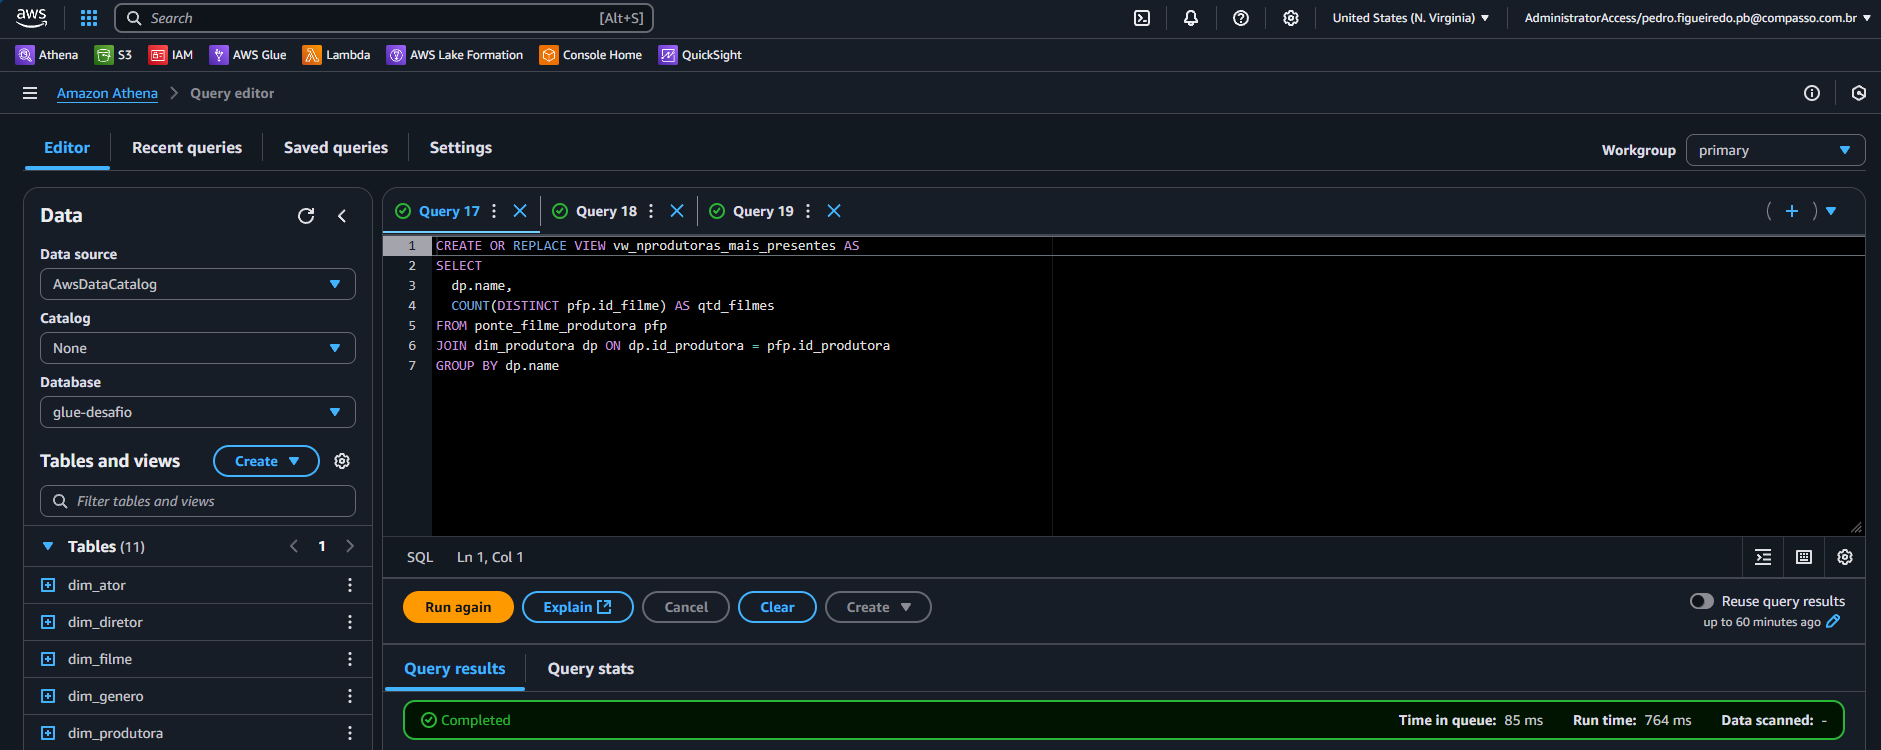 aws
Search [Alt+S]
United States (N. Virginia)
AdministratorAccess/pedro.figueiredo.pb@compasso.com.br
Athena S3 IAM AWS Glue Lambda AWS Lake Formation Console Home QuickSight
Amazon Athena > Query editor
Editor Recent queries Saved queries Settings
Workgroup primary
Data
Data source
AwsDataCatalog
Catalog
None
Database
glue-desafio
Tables and views Create
Filter tables and views
Tables (11) < 1 >
dim_ator
dim_diretor
dim_filme
dim_genero
dim_produtora
Query 17 Query 18 Query 19
1 CREATE OR REPLACE VIEW vw_nprodutoras_mais_presentes AS
2 SELECT
3 dp.name,
4 COUNT(DISTINCT pfp.id_filme) AS qtd_filmes
5 FROM ponte_filme_produtora pfp
6 JOIN dim_produtora dp ON dp.id_produtora = pfp.id_produtora
7 GROUP BY dp.name
SQL Ln 1, Col 1
Run again Explain Cancel Clear Create
Reuse query results
up to 60 minutes ago
Query results Query stats
Completed
Time in queue: 85 ms Run time: 764 ms Data scanned: -